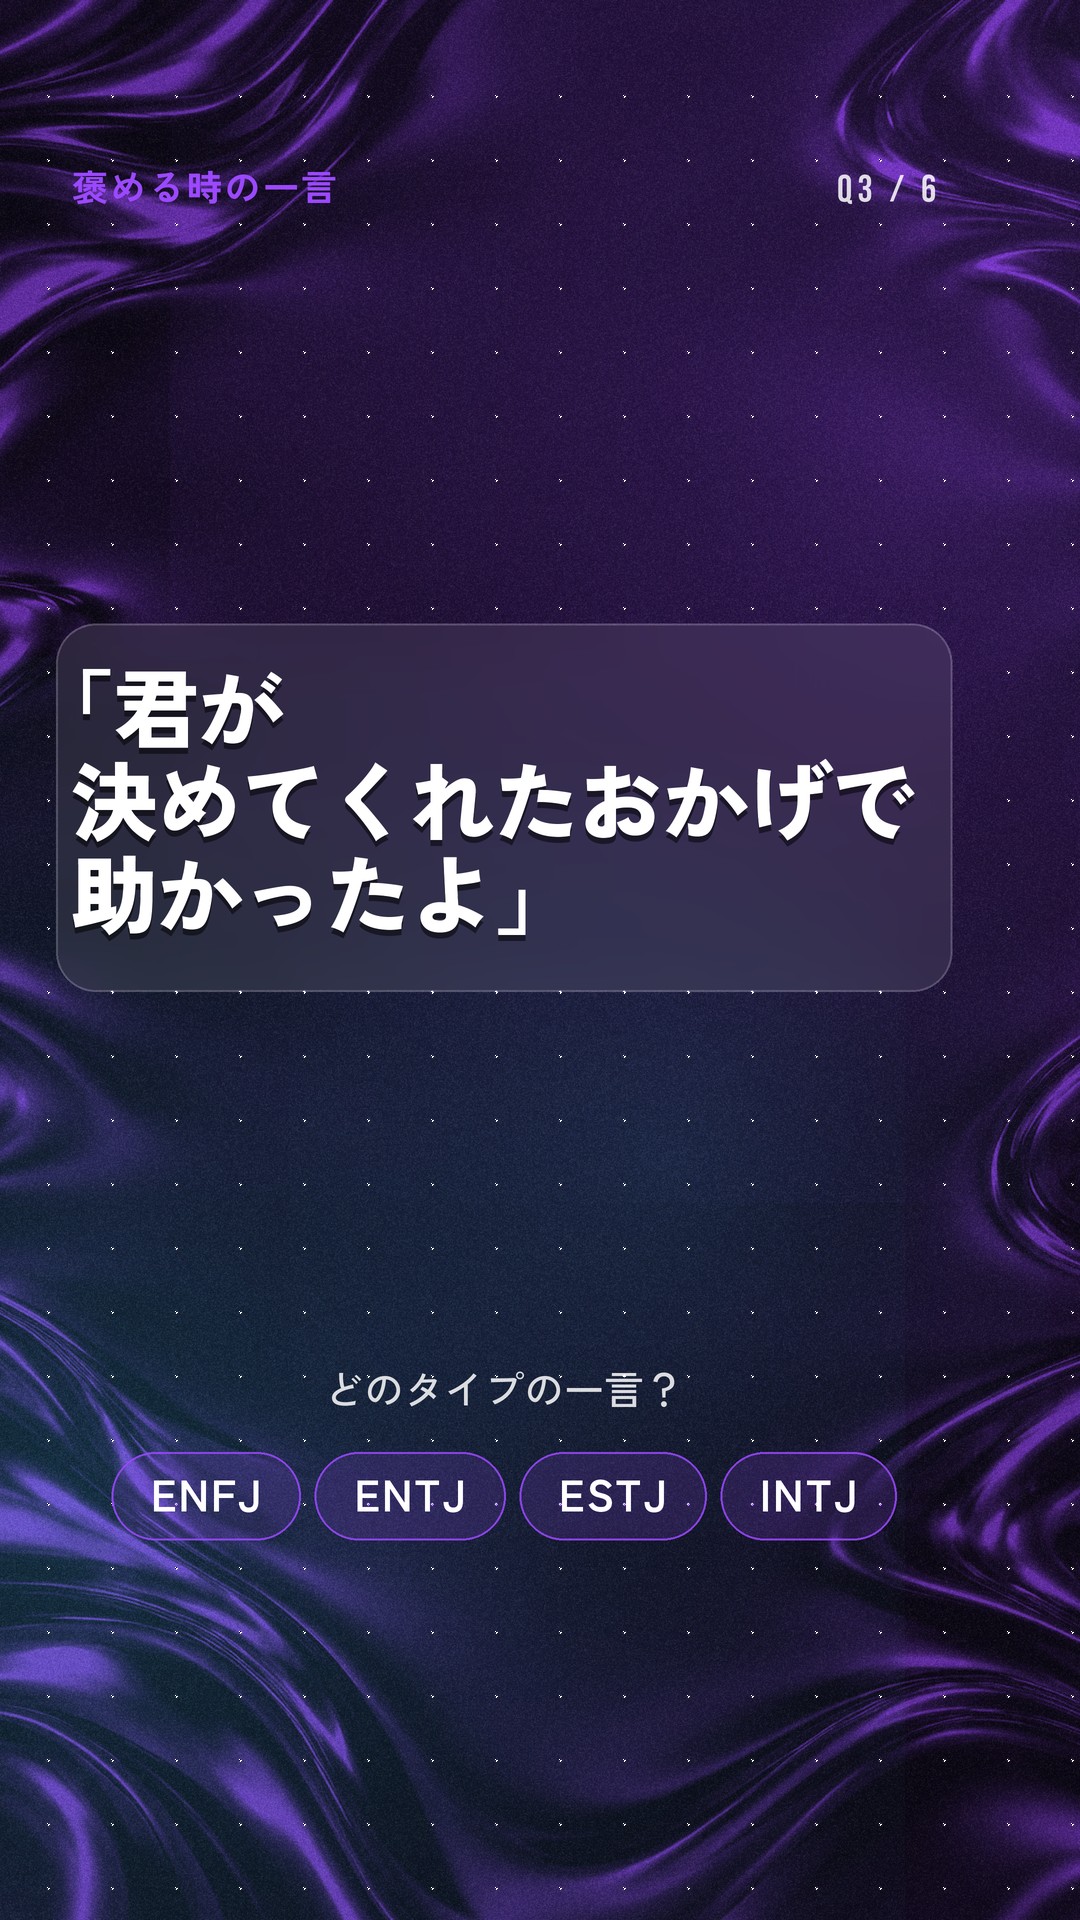 褒める時の一言
Q3 / 6
「君が
決めてくれたおかげで
助かったよ」
どのタイプの一言？
ENFJ
ENTJ
ESTJ
INTJ